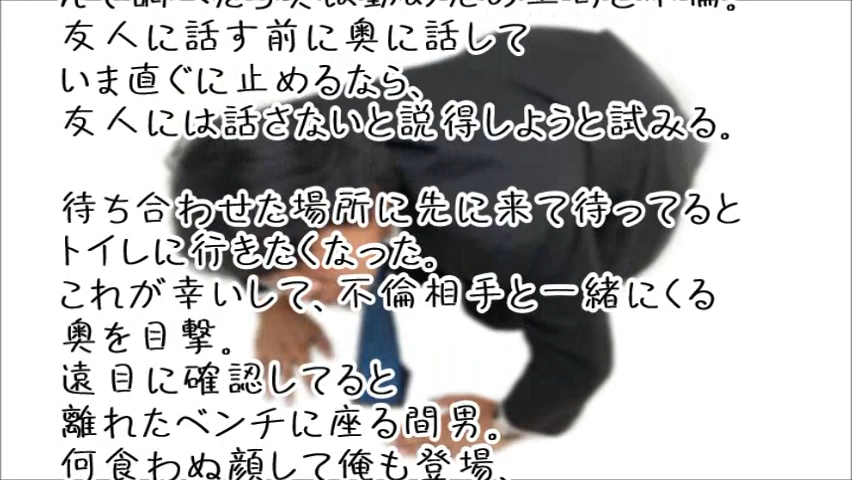 友人に話す前に奥に話して
いま直ぐに止めるなら、
友人には話さないと説得しようと試みる。
待ち合わせた場所に先に来て待ってると
トイレに行きたくなった。
これが幸いして、不倫相手と一緒にくる
奥を目撃。
遠目に確認してると
離れたベンチに座る間男。
何食わぬ顔して俺も登場、